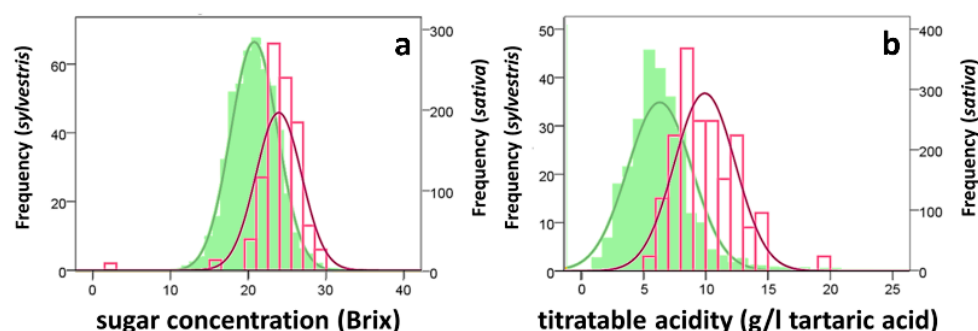 a
Frequency (sylvestris)
60
40
20
0
300
200
100
0
Frequency (sativa)
0 10 20 30 40
sugar concentration (Brix)
b
Frequency (sylvestris)
50
40
30
20
10
0
400
300
200
100
0
Frequency (sativa)
0 5 10 15 20 25
titratable acidity (g/l tartaric acid)